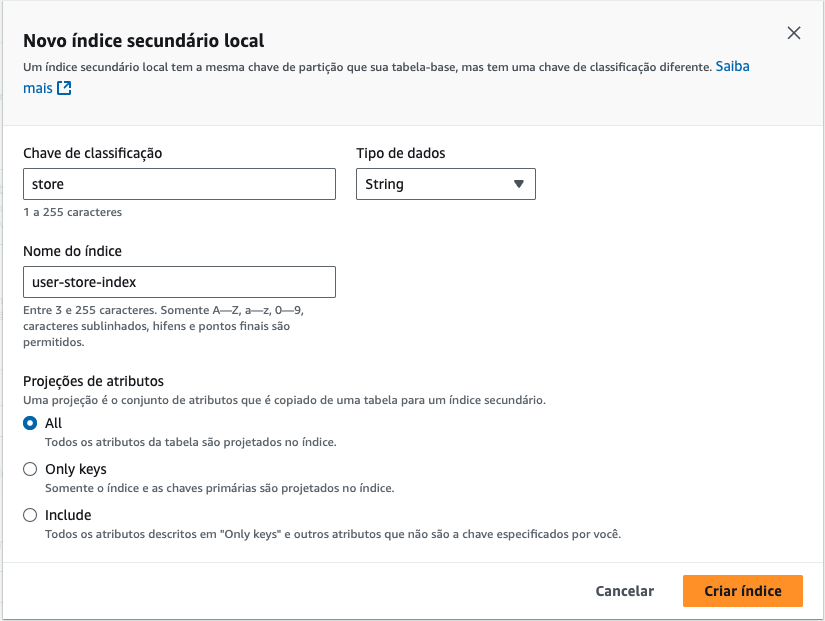 Novo índice secundário local
Um índice secundário local tem a mesma chave de partição que sua tabela-base, mas tem uma chave de classificação diferente. Saiba
mais
Chave de classificação
Tipo de dados
store
String
1 a 255 caracteres
Nome do índice
user-store-index
Entre 3 e 255 caracteres. Somente A—Z, a—z, 0—9,
caracteres sublinhados, hifens e pontos finais são
permitidos.
Projeções de atributos
Uma projeção é o conjunto de atributos que é copiado de uma tabela para um índice secundário.
All
Todos os atributos da tabela são projetados no índice.
Only keys
Somente o índice e as chaves primárias são projetados no índice.
Include
Todos os atributos descritos em "Only keys" e outros atributos que não são a chave especificados por você.
Cancelar
Criar índice